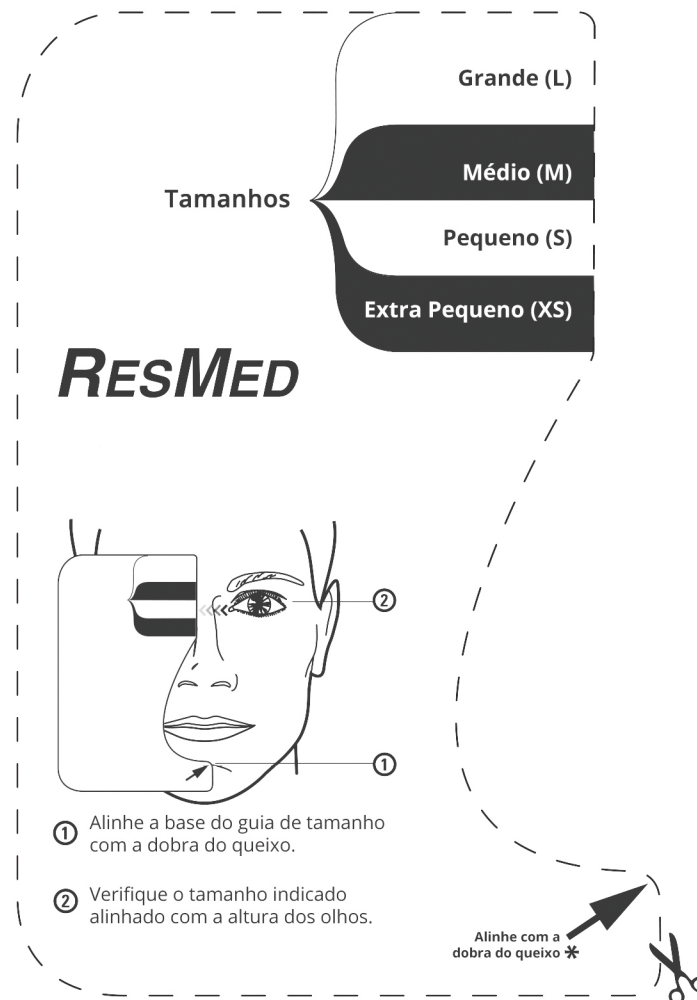 Grande (L)
Médio (M)
Tamanhos
Pequeno (S)
Extra Pequeno (XS)
RESMED
2
1
1 Alinhe a base do guia de tamanho
com a dobra do queixo.
2 Verifique o tamanho indicado
alinhado com a altura dos olhos.
Alinhe com a
dobra do queixo *